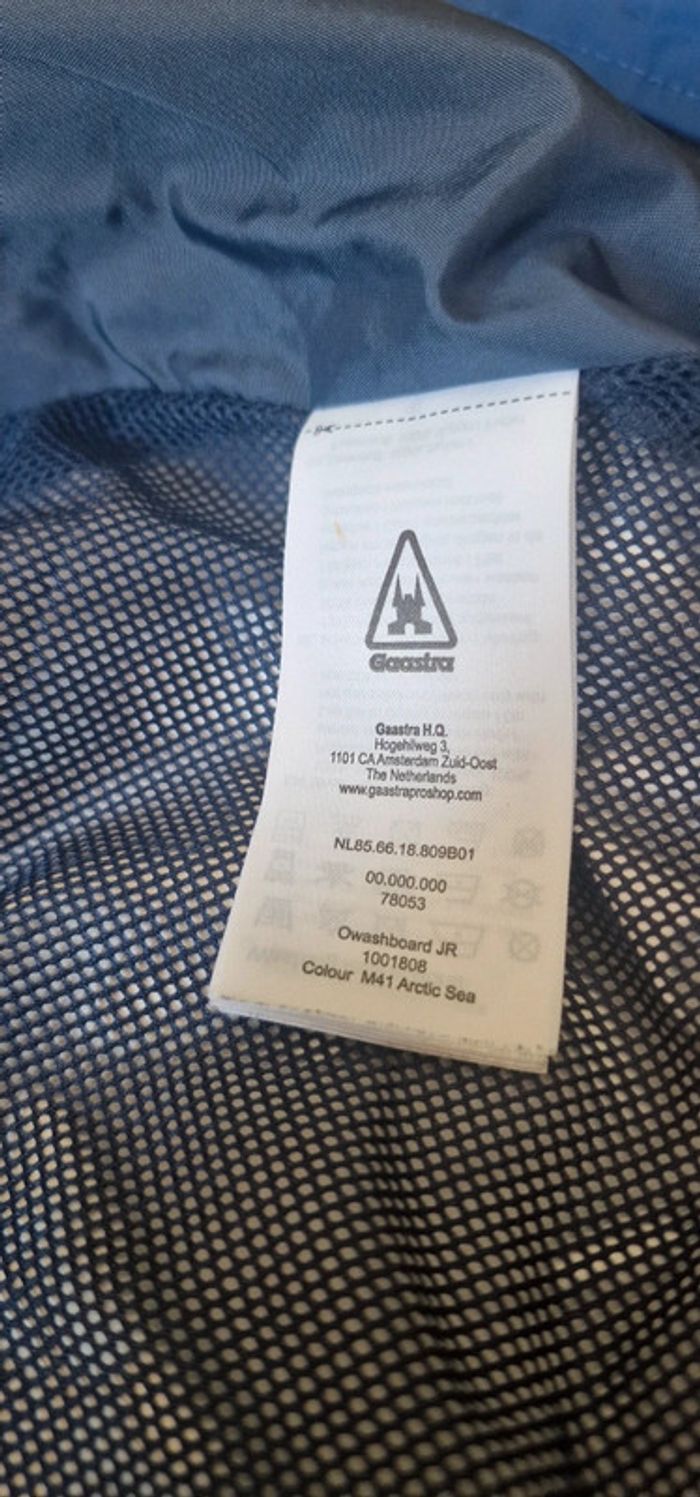 Gaastra
Gaastra H.Q.
Hogehilweg 3,
1101 CA Amsterdam Zuid-Oost
The Netherlands
www.gaastraproshop.com
NL85.66.18.809B01
00.000.000
78053
Owashboard JR
1001808
Colour M41 Arctic Sea